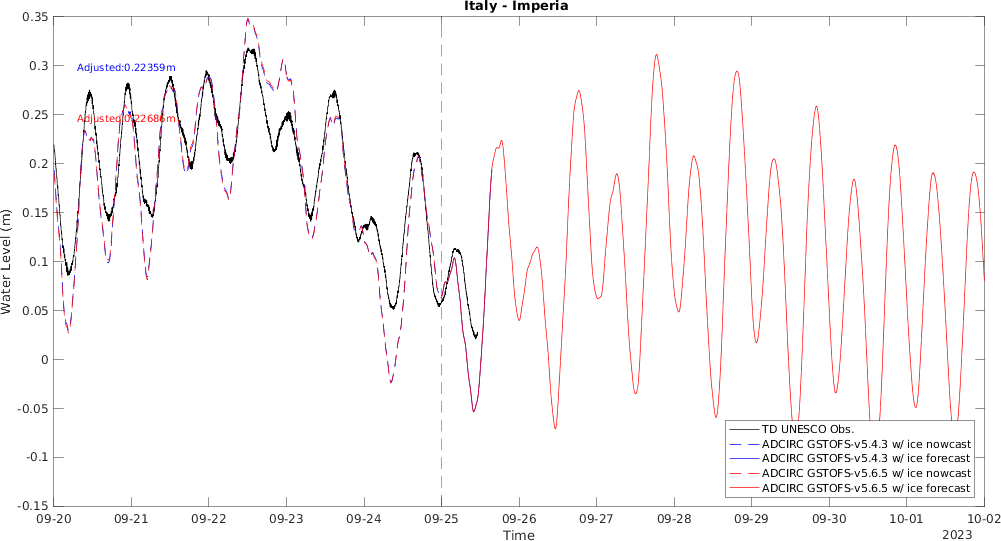 Italy - Imperia
0.35
0.3
0.25
0.2
0.15
0.1
0.05
0
-0.05
-0.1
-0.15
Water Level (m)
Adjusted:0.22359m
Adjusted:0.22686m
TD UNESCO Obs.
ADCIRC GSTOFS-v5.4.3 w/ ice nowcast
ADCIRC GSTOFS-v5.4.3 w/ ice forecast
ADCIRC GSTOFS-v5.6.5 w/ ice nowcast
ADCIRC GSTOFS-v5.6.5 w/ ice forecast
09-20 09-21 09-22 09-23 09-24 09-25 09-26 09-27 09-28 09-29 09-30 10-01 10-02
Time
2023